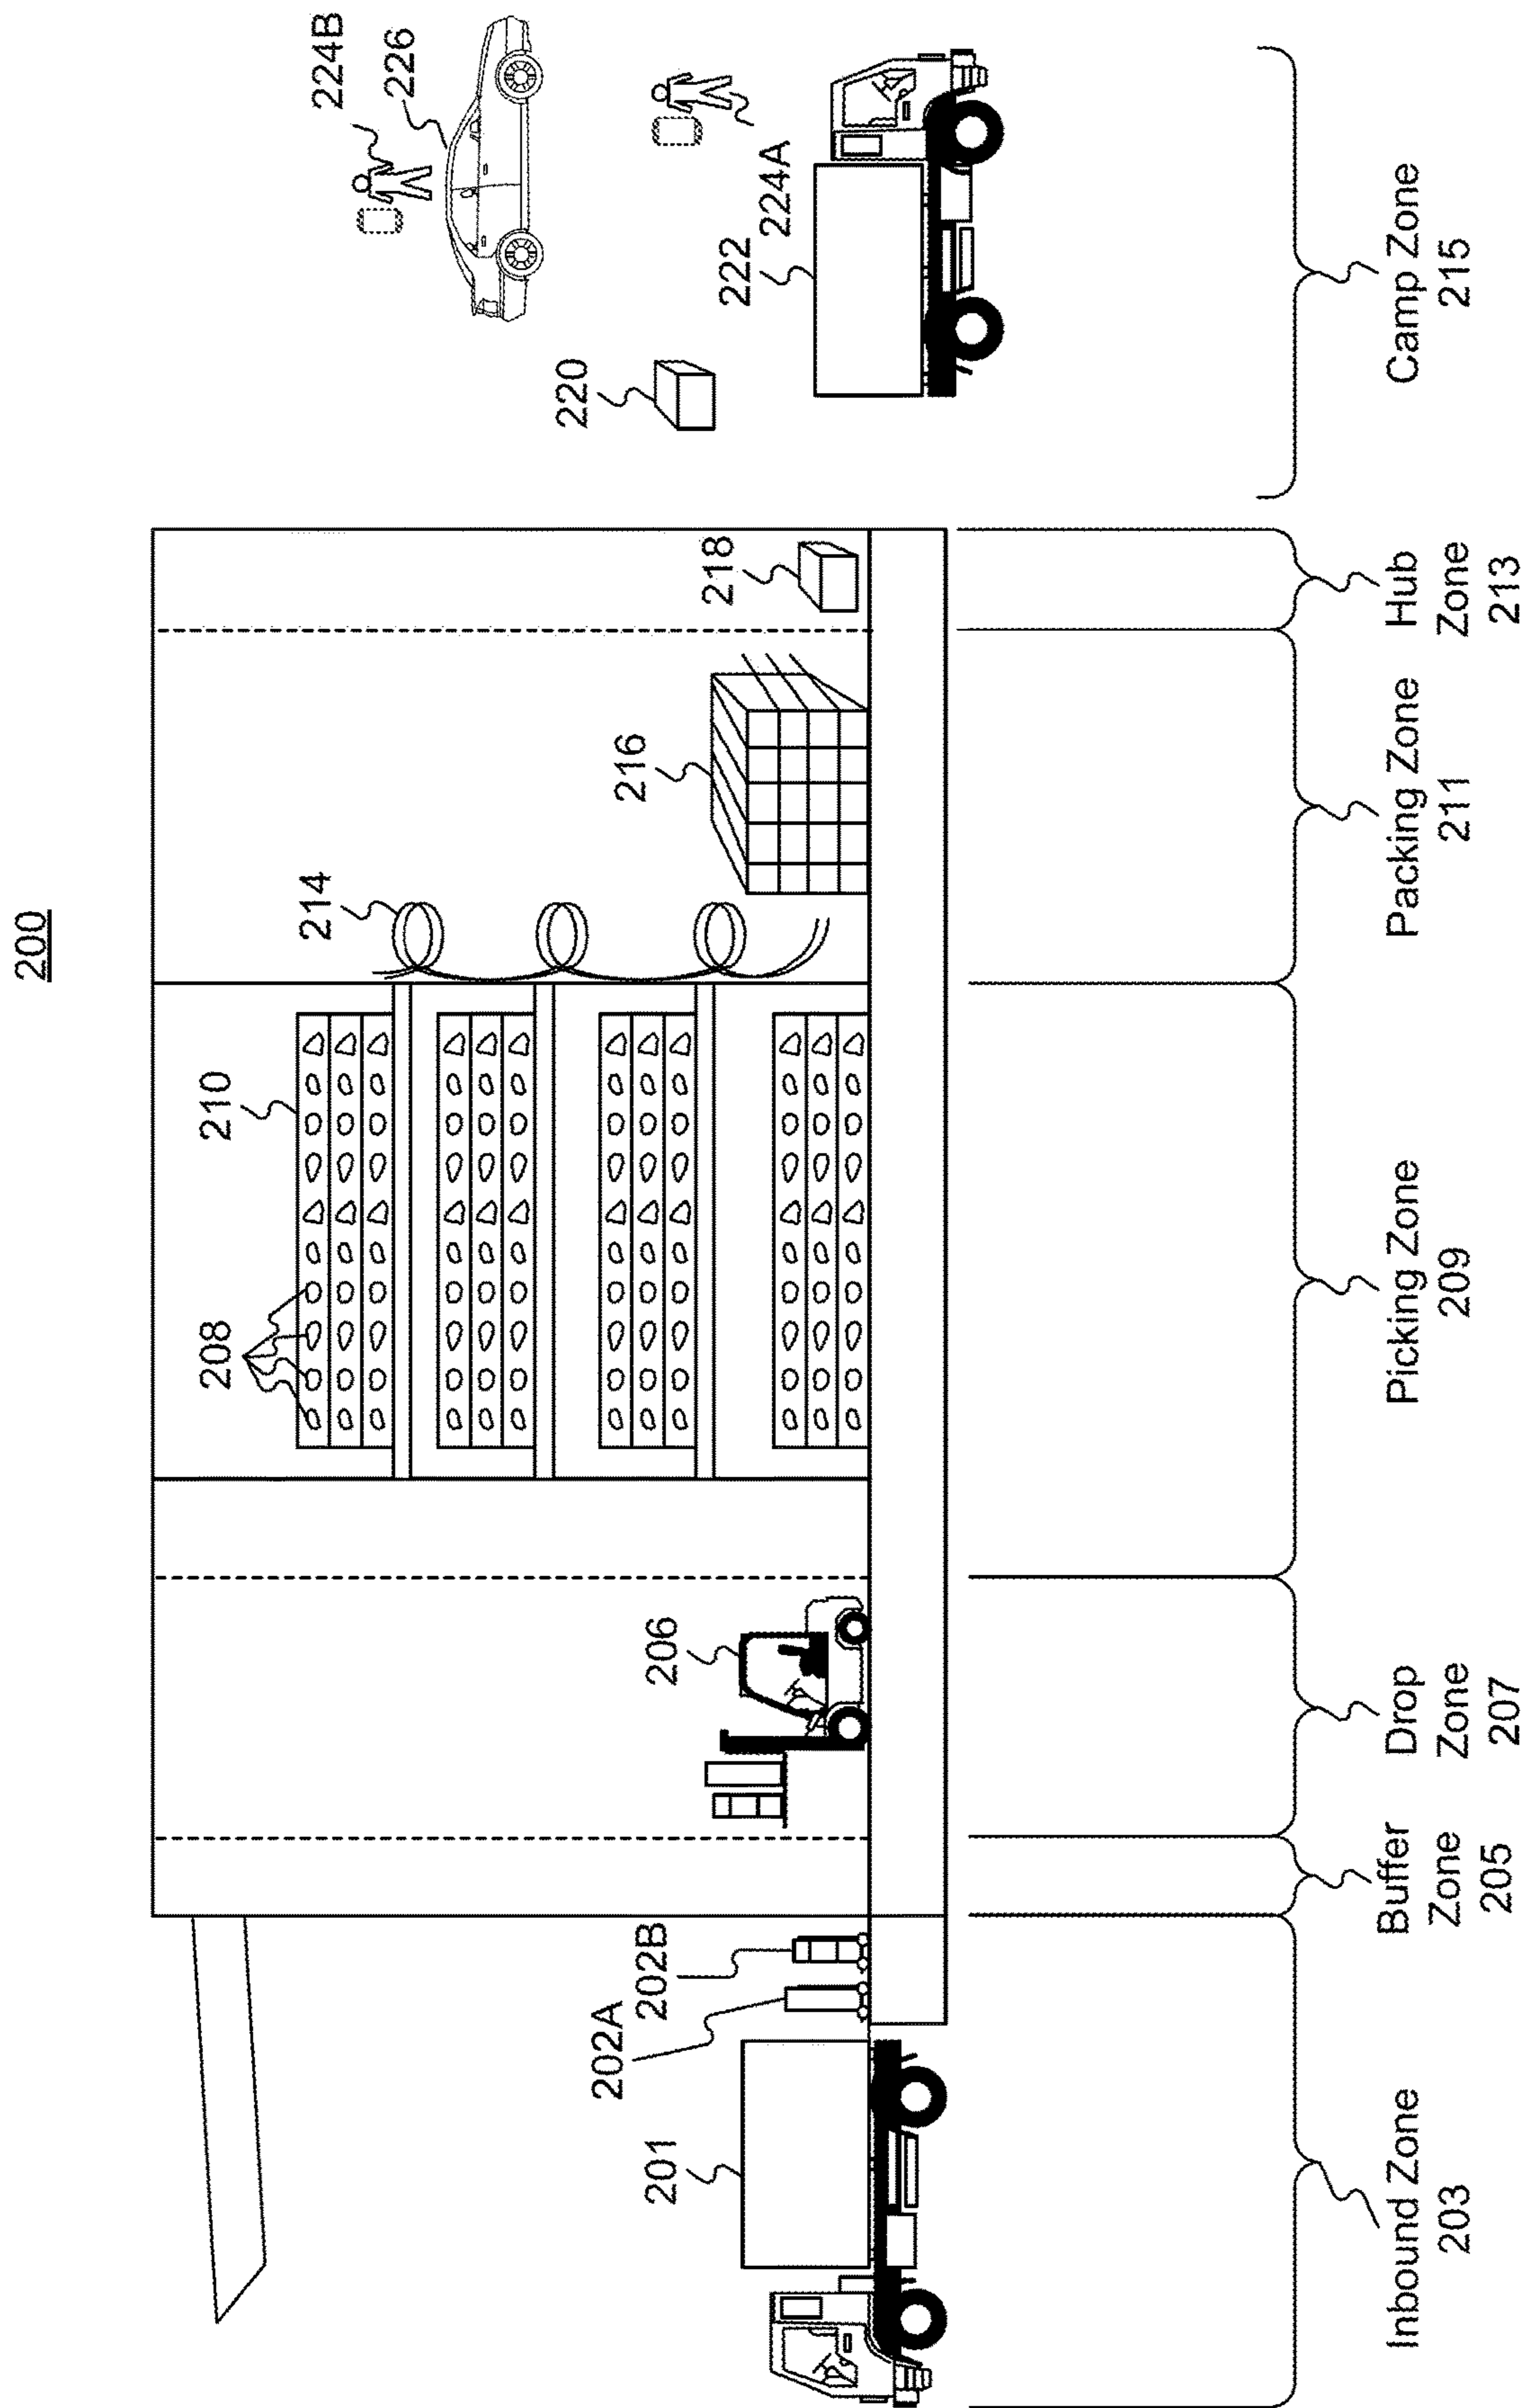 200
224B
226
224A
222
220
218
216
214
210
208
206
202B
202A
201
Inbound Zone
203
Buffer
Zone
205
Drop
Zone
207
Picking Zone
209
Packing Zone
211
Hub
Zone
213
Camp Zone
215